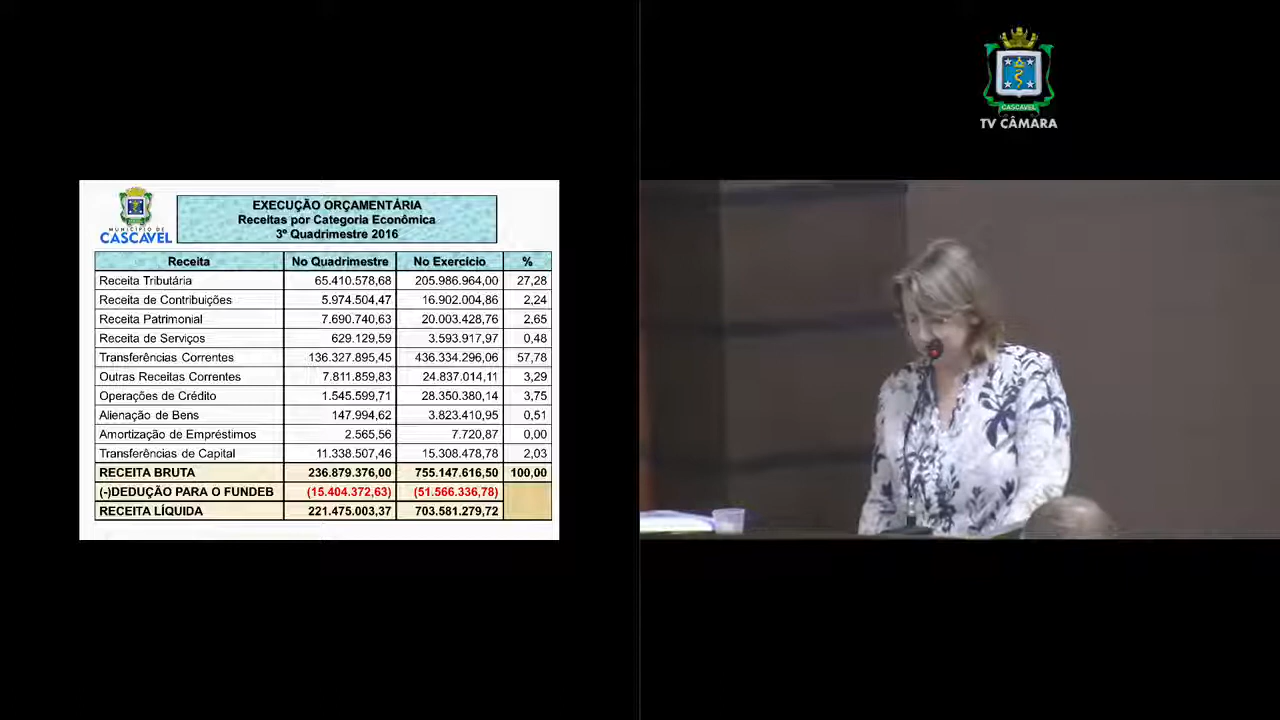 CASCAVEL
TV CÂMARA
MUNICÍPIO DE
CASCAVEL
EXECUÇÃO ORÇAMENTÁRIA
Receitas por Categoria Econômica
3º Quadrimestre 2016
Receita No Quadrimestre No Exercício %
Receita Tributária 65.410.578,68 205.986.964,00 27,28
Receita de Contribuições 5.974.504,47 16.902.004,86 2,24
Receita Patrimonial 7.690.740,63 20.003.428,76 2,65
Receita de Serviços 629.129,59 3.593.917,97 0,48
Transferências Correntes 136.327.895,45 436.334.296,06 57,78
Outras Receitas Correntes 7.811.859,83 24.837.014,11 3,29
Operações de Crédito 1.545.599,71 28.350.380,14 3,75
Alienação de Bens 147.994,62 3.823.410,95 0,51
Amortização de Empréstimos 2.565,56 7.720,87 0,00
Transferências de Capital 11.338.507,46 15.308.478,78 2,03
RECEITA BRUTA 236.879.376,00 755.147.616,50 100,00
(-)DEDUÇÃO PARA O FUNDEB (15.404.372,63) (51.566.336,78)
RECEITA LÍQUIDA 221.475.003,37 703.581.279,72